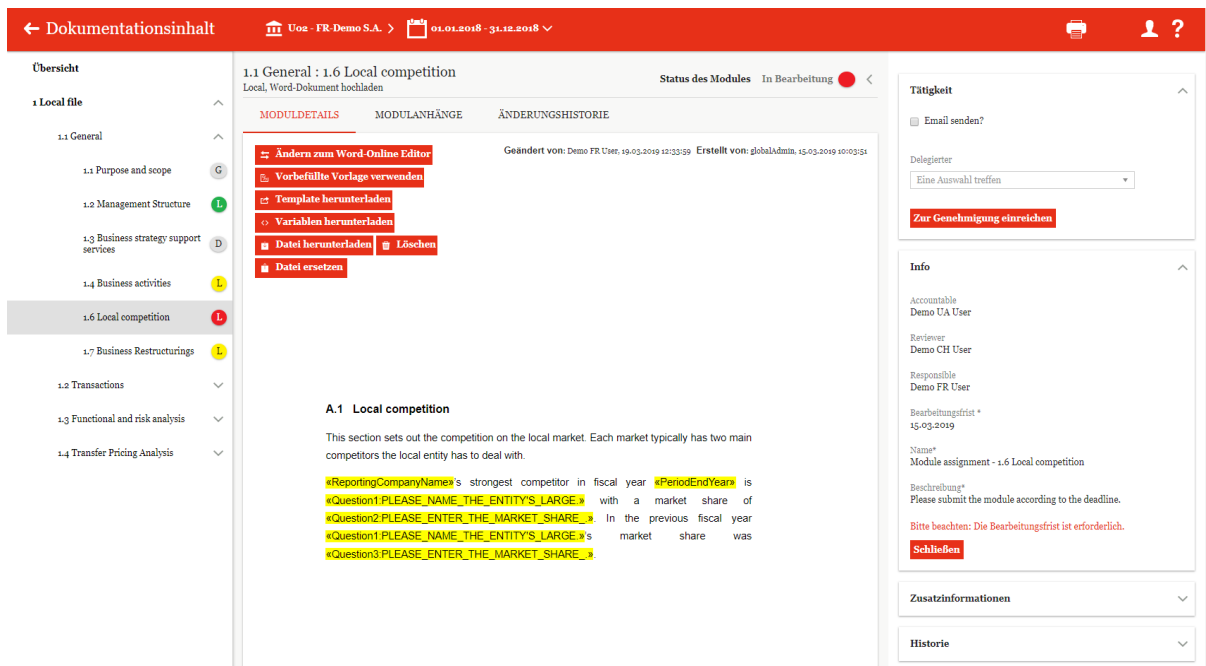 Dokumentationsinhalt
U02 - FR-Demo S.A.
01.01.2018 - 31.12.2018
?
Übersicht
1 Local file
1.1 General
1.1 Purpose and scope G
1.2 Management Structure L
1.3 Business strategy support
services
D
1.4 Business activities L
1.6 Local competition L
1.7 Business Restructurings L
1.2 Transactions
1.3 Functional and risk analysis
1.4 Transfer Pricing Analysis
1.1 General : 1.6 Local competition
Local, Word-Dokument hochladen
Status des Modules In Bearbeitung
MODULDETAILS MODULANHÄNGE ÄNDERUNGSHISTORIE
Geändert von: Demo FR User, 19.03.2019 12:33:59 Erstellt von: globalAdmin, 15.03.2019 10:03:51
Ändern zum Word-Online Editor
Vorbefüllte Vorlage verwenden
Template herunterladen
Variablen herunterladen
Datei herunterladen Löschen
Datei ersetzen
A.1 Local competition
This section sets out the competition on the local market. Each market typically has two main
competitors the local entity has to deal with.
«ReportingCompanyName»'s strongest competitor in fiscal year «PeriodEndYear» is
«Question1:PLEASE_NAME_THE_ENTITY'S_LARGE.» with a market share of
«Question2:PLEASE_ENTER_THE_MARKET_SHARE_.». In the previous fiscal year
«Question1:PLEASE_NAME_THE_ENTITY'S_LARGE.»'s market share was
«Question3:PLEASE_ENTER_THE_MARKET_SHARE_.».
Tätigkeit
Email senden?
Delegierter
Eine Auswahl treffen
Zur Genehmigung einreichen
Info
Accountable
Demo UA User
Reviewer
Demo CH User
Responsible
Demo FR User
Bearbeitungsfrist *
15.03.2019
Name*
Module assignment - 1.6 Local competition
Beschreibung*
Please submit the module according to the deadline.
Bitte beachten: Die Bearbeitungsfrist ist erforderlich.
Schließen
Zusatzinformationen
Historie